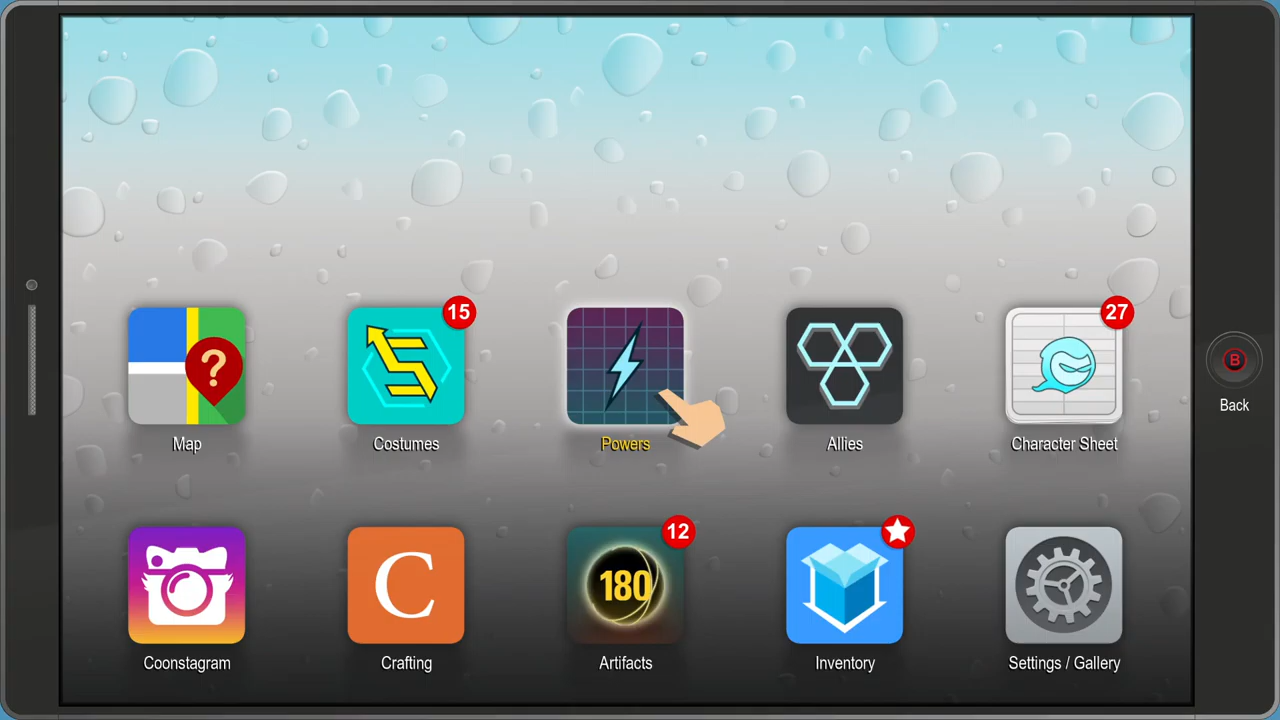 15
27
?
Map
Costumes
Powers
Allies
Character Sheet
B
Back
12
C
180
Coonstagram
Crafting
Artifacts
Inventory
Settings / Gallery